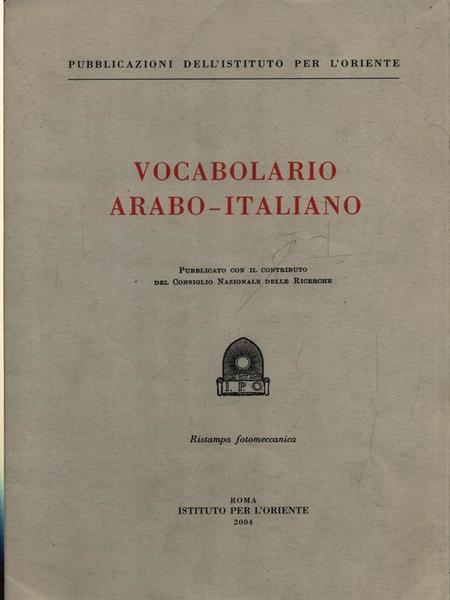 PUBBLICAZIONI DELL'ISTITUTO PER L'ORIENTE
VOCABOLARIO
ARABO-ITALIANO
PUBBLICATO CON IL CONTRIBUTO
DEL CONSIGLIO NAZIONALE DELLE RICERCHE
I.P.O
Ristampa fotomeccanica
ROMA
ISTITUTO PER L'ORIENTE
2004